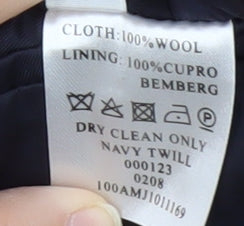 CLOTH:100%WOOL
LINING:100%CUPRO
BEMBERG
P
DRY CLEAN ONLY
NAVY TWILL
000123
0208
100AMJ1011169